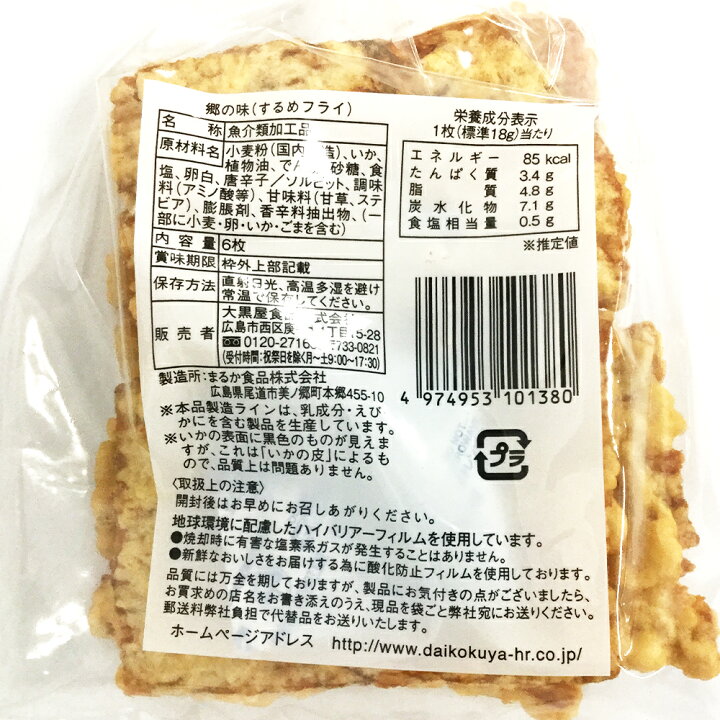 郷の味(するめフライ)
名称 魚介類加工品
原材料名 小麦粉(国内 造)、いか、
植物油、でん 、砂糖、食
塩、卵白、唐辛子/ソルビット、調味
料(アミノ酸等)、甘味料(甘草、ステ
ビア)、膨脹剤、香辛料抽出物、(一
部に小麦・卵・いか・ごまを含む)
内容量 6枚
賞味期限 枠外上部記載
保存方法 直射日光、高温多湿を避け
常温で保存してください。
販売者 大黒屋食品株式会社
広島市西区 1丁目15-28
0120-2716 733-0821
(受付時間:祝祭日を除く月~土9:00~17:30)
製造所:まるか食品株式会社
広島県尾道市美ノ郷町本郷455-10
※本品製造ラインは、乳成分・えび
・かにを含む製品を生産しています。
※いかの表面に黒色のものが見えま
すが、これは「いかの皮」によるも
ので、品質上は問題ありません。
〈取扱上の注意〉
開封後はお早めにお召しあがりください。
地球環境に配慮したハイバリアーフィルムを使用しています。
●焼却時に有害な塩素系ガスが発生することはありません。
●新鮮なおいしさをお届けする為に酸化防止フィルムを使用しております。
品質には万全を期しておりますが、製品にお気付きの点がございましたら、
お買求めの店名をお書き添えのうえ、現品を袋ごと弊社宛にお送りください。
郵送料弊社負担で代替品をお送りいたします。
ホームページアドレス http://www.daikokuya-hr.co.jp/
栄養成分表示
1枚(標準18g)当たり
エネルギー 85kcal
たんぱく質 3.4g
脂質 4.8g
炭水化物 7.1g
食塩相当量 0.5g
※推定値
4 974953 101380
プラ